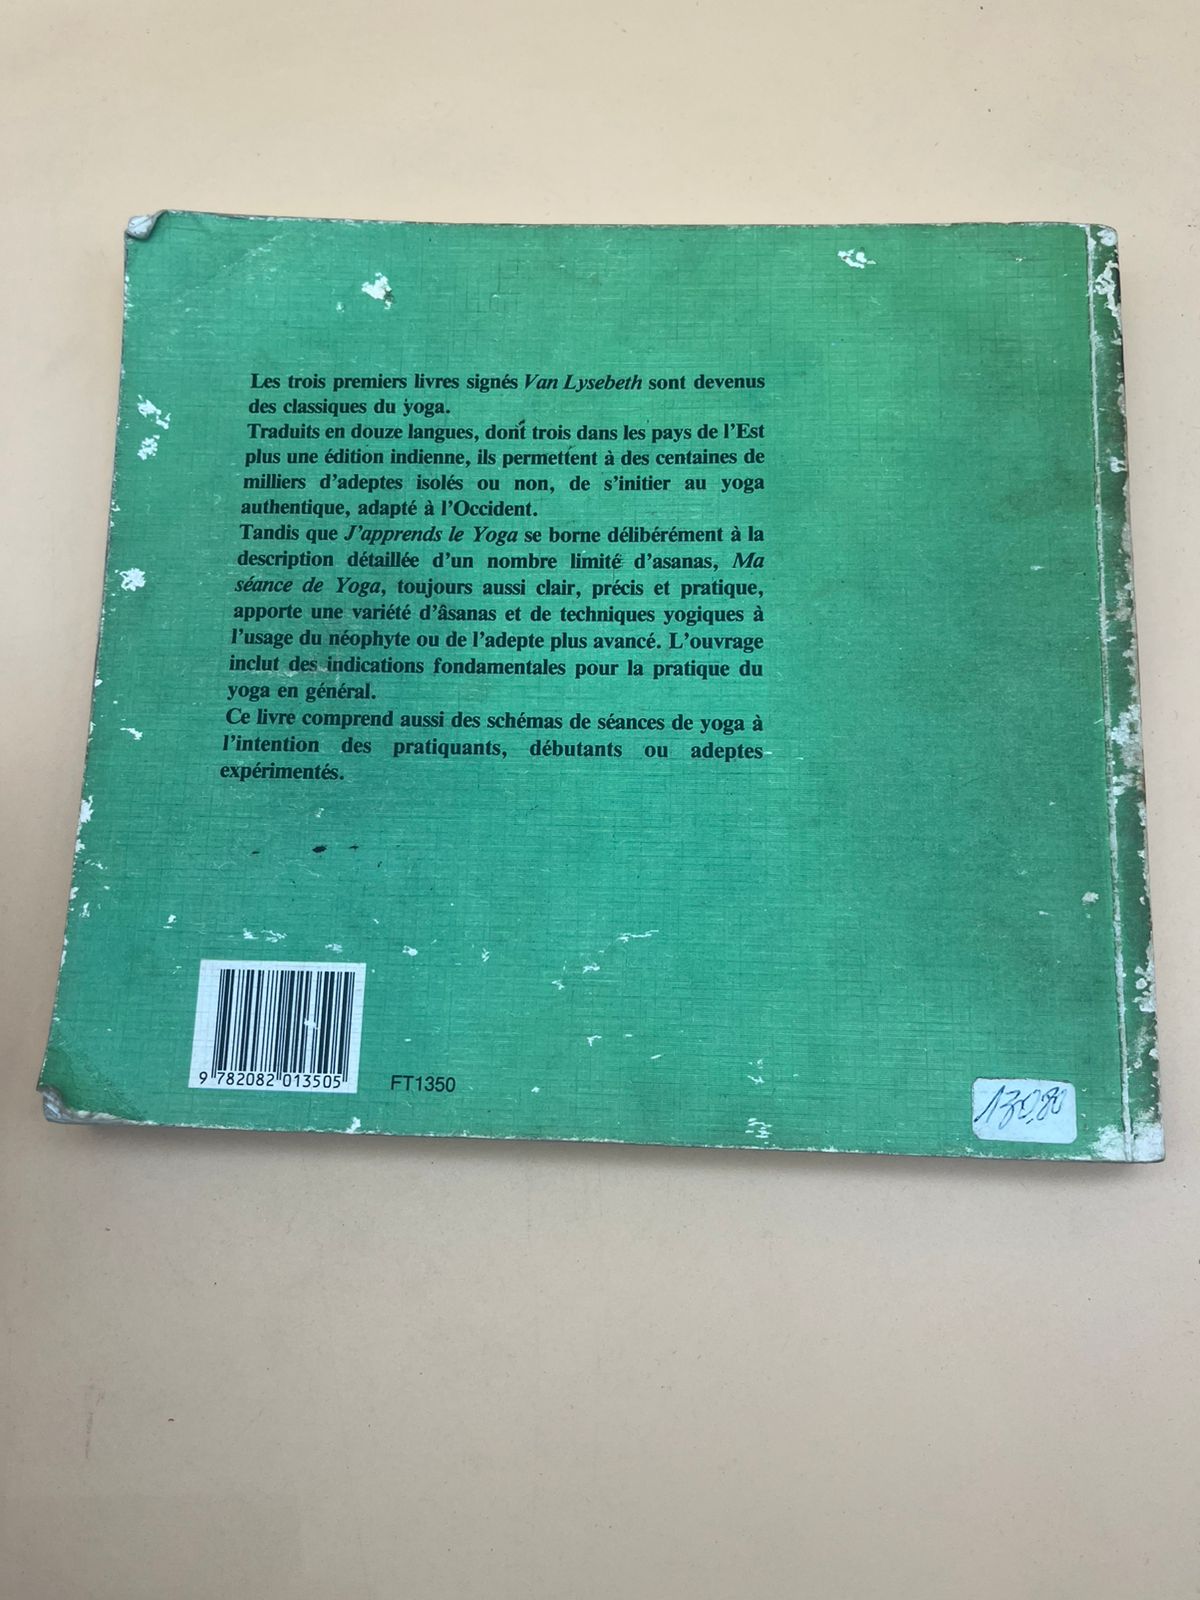 Les trois premiers livres signés Van Lysebeth sont devenus
des classiques du yoga.
Traduits en douze langues, dont trois dans les pays de l'Est
plus une édition indienne, ils permettent à des centaines de
milliers d'adeptes isolés ou non, de s'initier au yoga
authentique, adapté à l'Occident.
Tandis que J'apprends le Yoga se borne délibérément à la
description détaillée d'un nombre limité d'asanas, Ma
séance de Yoga, toujours aussi clair, précis et pratique,
apporte une variété d'âsanas et de techniques yogiques à
l'usage du néophyte ou de l'adepte plus avancé. L'ouvrage
inclut des indications fondamentales pour la pratique du
yoga en général.
Ce livre comprend aussi des schémas de séances de yoga à
l'intention des pratiquants, débutants ou adeptes
expérimentés.
9 782082 013505
FT1350